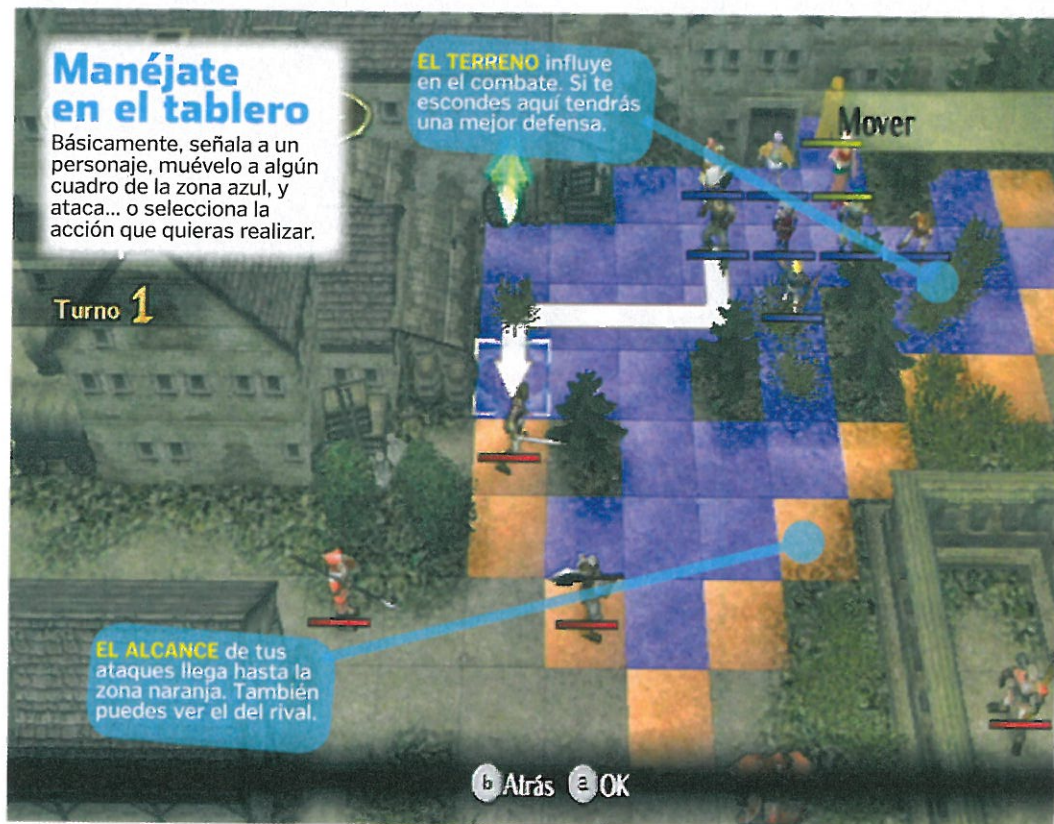 Manéjate
en el tablero
Básicamente, señala a un
personaje, muévelo a algún
cuadro de la zona azul, y
ataca... o selecciona la
acción que quieras realizar.
EL TERRENO influye
en el combate. Si te
escondes aquí tendrás
una mejor defensa.
Mover
Turno 1
EL ALCANCE de tus
ataques llega hasta la
zona naranja. También
puedes ver el del rival.
b Atrás a OK